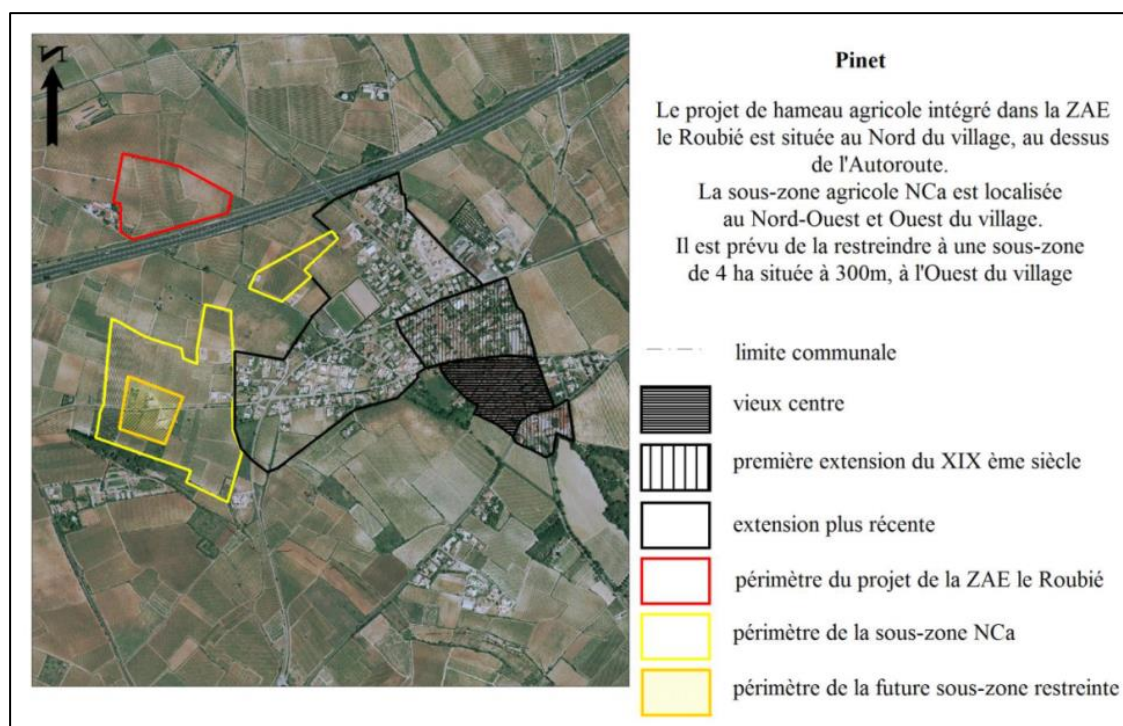 N
Pinet
Le projet de hameau agricole intégré dans la ZAE
le Roubié est située au Nord du village, au dessus
de l'Autoroute.
La sous-zone agricole NCa est localisée
au Nord-Ouest et Ouest du village.
Il est prévu de la restreindre à une sous-zone
de 4 ha située à 300m, à l'Ouest du village
limite communale
vieux centre
première extension du XIX ème siècle
extension plus récente
périmètre du projet de la ZAE le Roubié
périmètre de la sous-zone NCa
périmètre de la future sous-zone restreinte